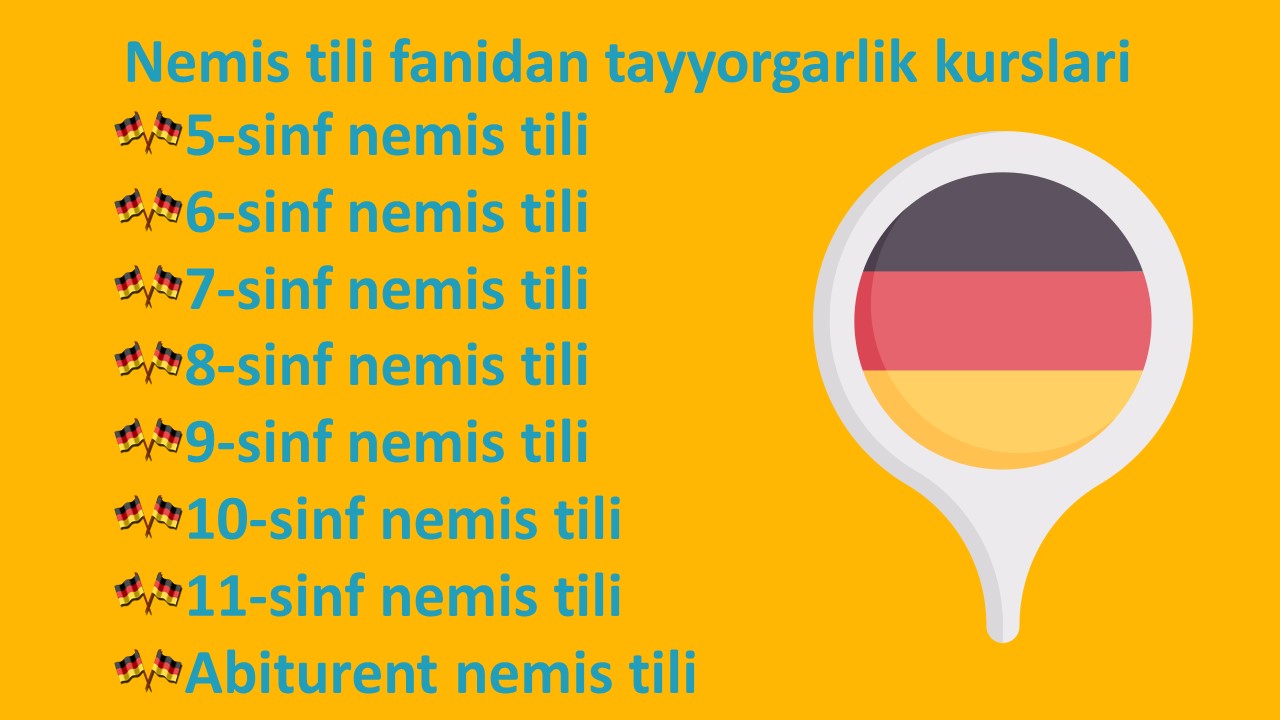 Nemis tili fanidan tayyorgarlik kurslari
5-sinf nemis tili
6-sinf nemis tili
7-sinf nemis tili
8-sinf nemis tili
9-sinf nemis tili
10-sinf nemis tili
11-sinf nemis tili
Abiturent nemis tili